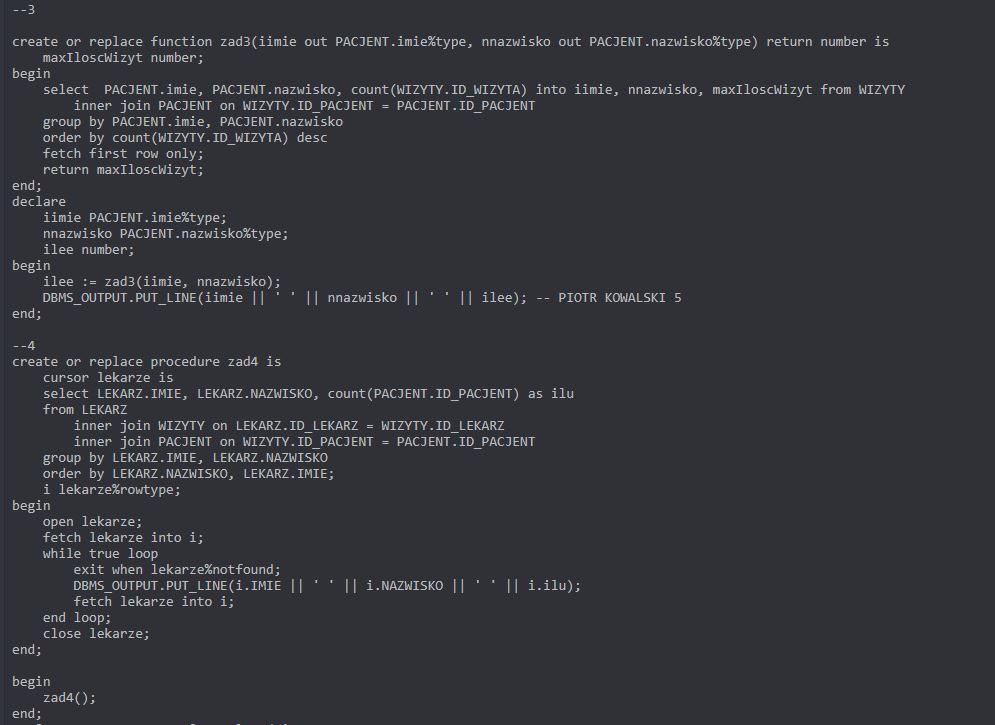 --3

create or replace function zad3(iimie out PACJENT.imie%type, nnazwisko out PACJENT.nazwisko%type) return number is
    maxIloscWizyt number;
begin
    select  PACJENT.imie, PACJENT.nazwisko, count(WIZYTY.ID_WIZYTA) into iimie, nnazwisko, maxIloscWizyt from WIZYTY
        inner join PACJENT on WIZYTY.ID_PACJENT = PACJENT.ID_PACJENT
    group by PACJENT.imie, PACJENT.nazwisko
    order by count(WIZYTY.ID_WIZYTA) desc
    fetch first row only;
    return maxIloscWizyt;
end;
declare
    iimie PACJENT.imie%type;
    nnazwisko PACJENT.nazwisko%type;
    ilee number;
begin
    ilee := zad3(iimie, nnazwisko);
    DBMS_OUTPUT.PUT_LINE(iimie || ' ' || nnazwisko || ' ' || ilee); -- PIOTR KOWALSKI 5
end;

--4
create or replace procedure zad4 is
    cursor lekarze is
    select LEKARZ.IMIE, LEKARZ.NAZWISKO, count(PACJENT.ID_PACJENT) as ilu
    from LEKARZ
        inner join WIZYTY on LEKARZ.ID_LEKARZ = WIZYTY.ID_LEKARZ
        inner join PACJENT on WIZYTY.ID_PACJENT = PACJENT.ID_PACJENT
    group by LEKARZ.IMIE, LEKARZ.NAZWISKO
    order by LEKARZ.NAZWISKO, LEKARZ.IMIE;
    i lekarze%rowtype;
begin
    open lekarze;
    fetch lekarze into i;
    while true loop
        exit when lekarze%notfound;
        DBMS_OUTPUT.PUT_LINE(i.IMIE || ' ' || i.NAZWISKO || ' ' || i.ilu);
        fetch lekarze into i;
    end loop;
    close lekarze;
end;

begin
    zad4();
end;